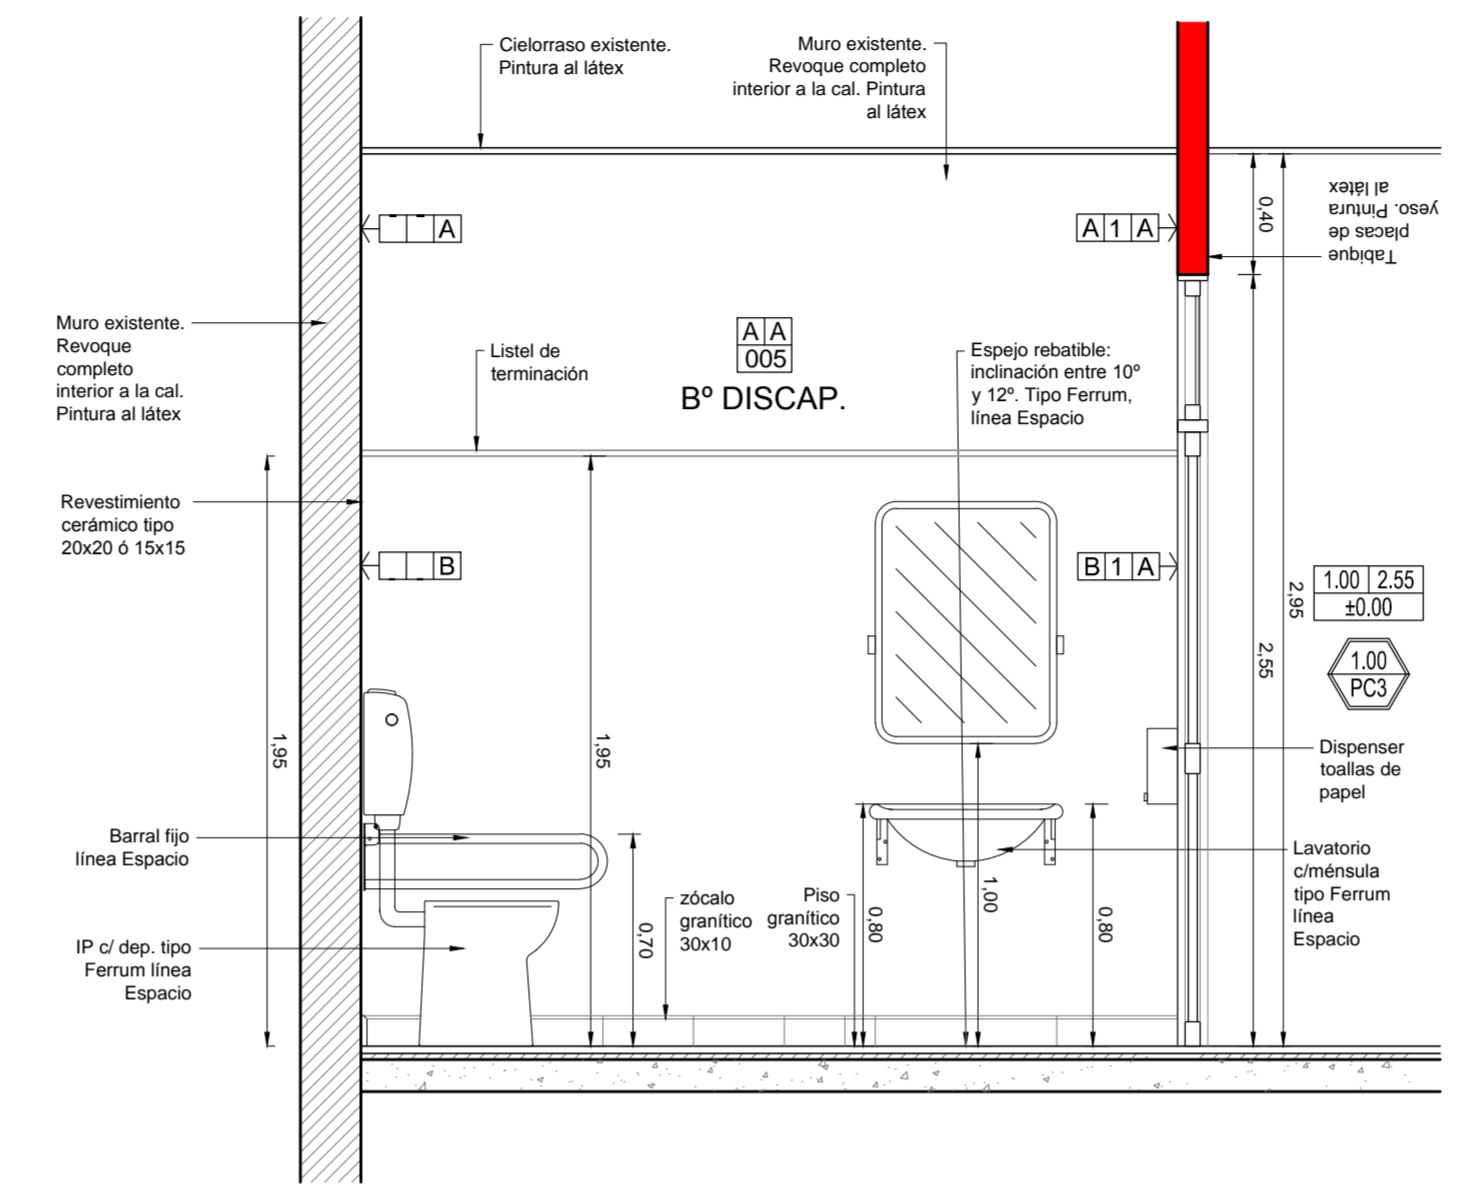 Cielorraso existente.
Pintura al látex
Muro existente.
Revoque completo
interior a la cal. Pintura
al látex
Tabique
placas de
yeso. Pintura
al látex
0,40
A
A 1 A
Muro existente.
Revoque
completo
interior a la cal.
Pintura al látex
A A
005
Bº DISCAP.
Listel de
terminación
Espejo rebatible:
inclinación entre 10º
y 12º. Tipo Ferrum,
línea Espacio
Revestimiento
cerámico tipo
20x20 ó 15x15
B
B 1 A
2,95
1.00 2.55
±0.00
2,55
1.00
PC3
1,95
1,95
Dispenser
toallas de
papel
Barral fijo
línea Espacio
Lavatorio
c/ménsula
tipo Ferrum
línea
Espacio
IP c/ dep. tipo
Ferrum línea
Espacio
0,70
zócalo
granítico
30x10
Piso
granítico
30x30
0,80
1,00
0,80